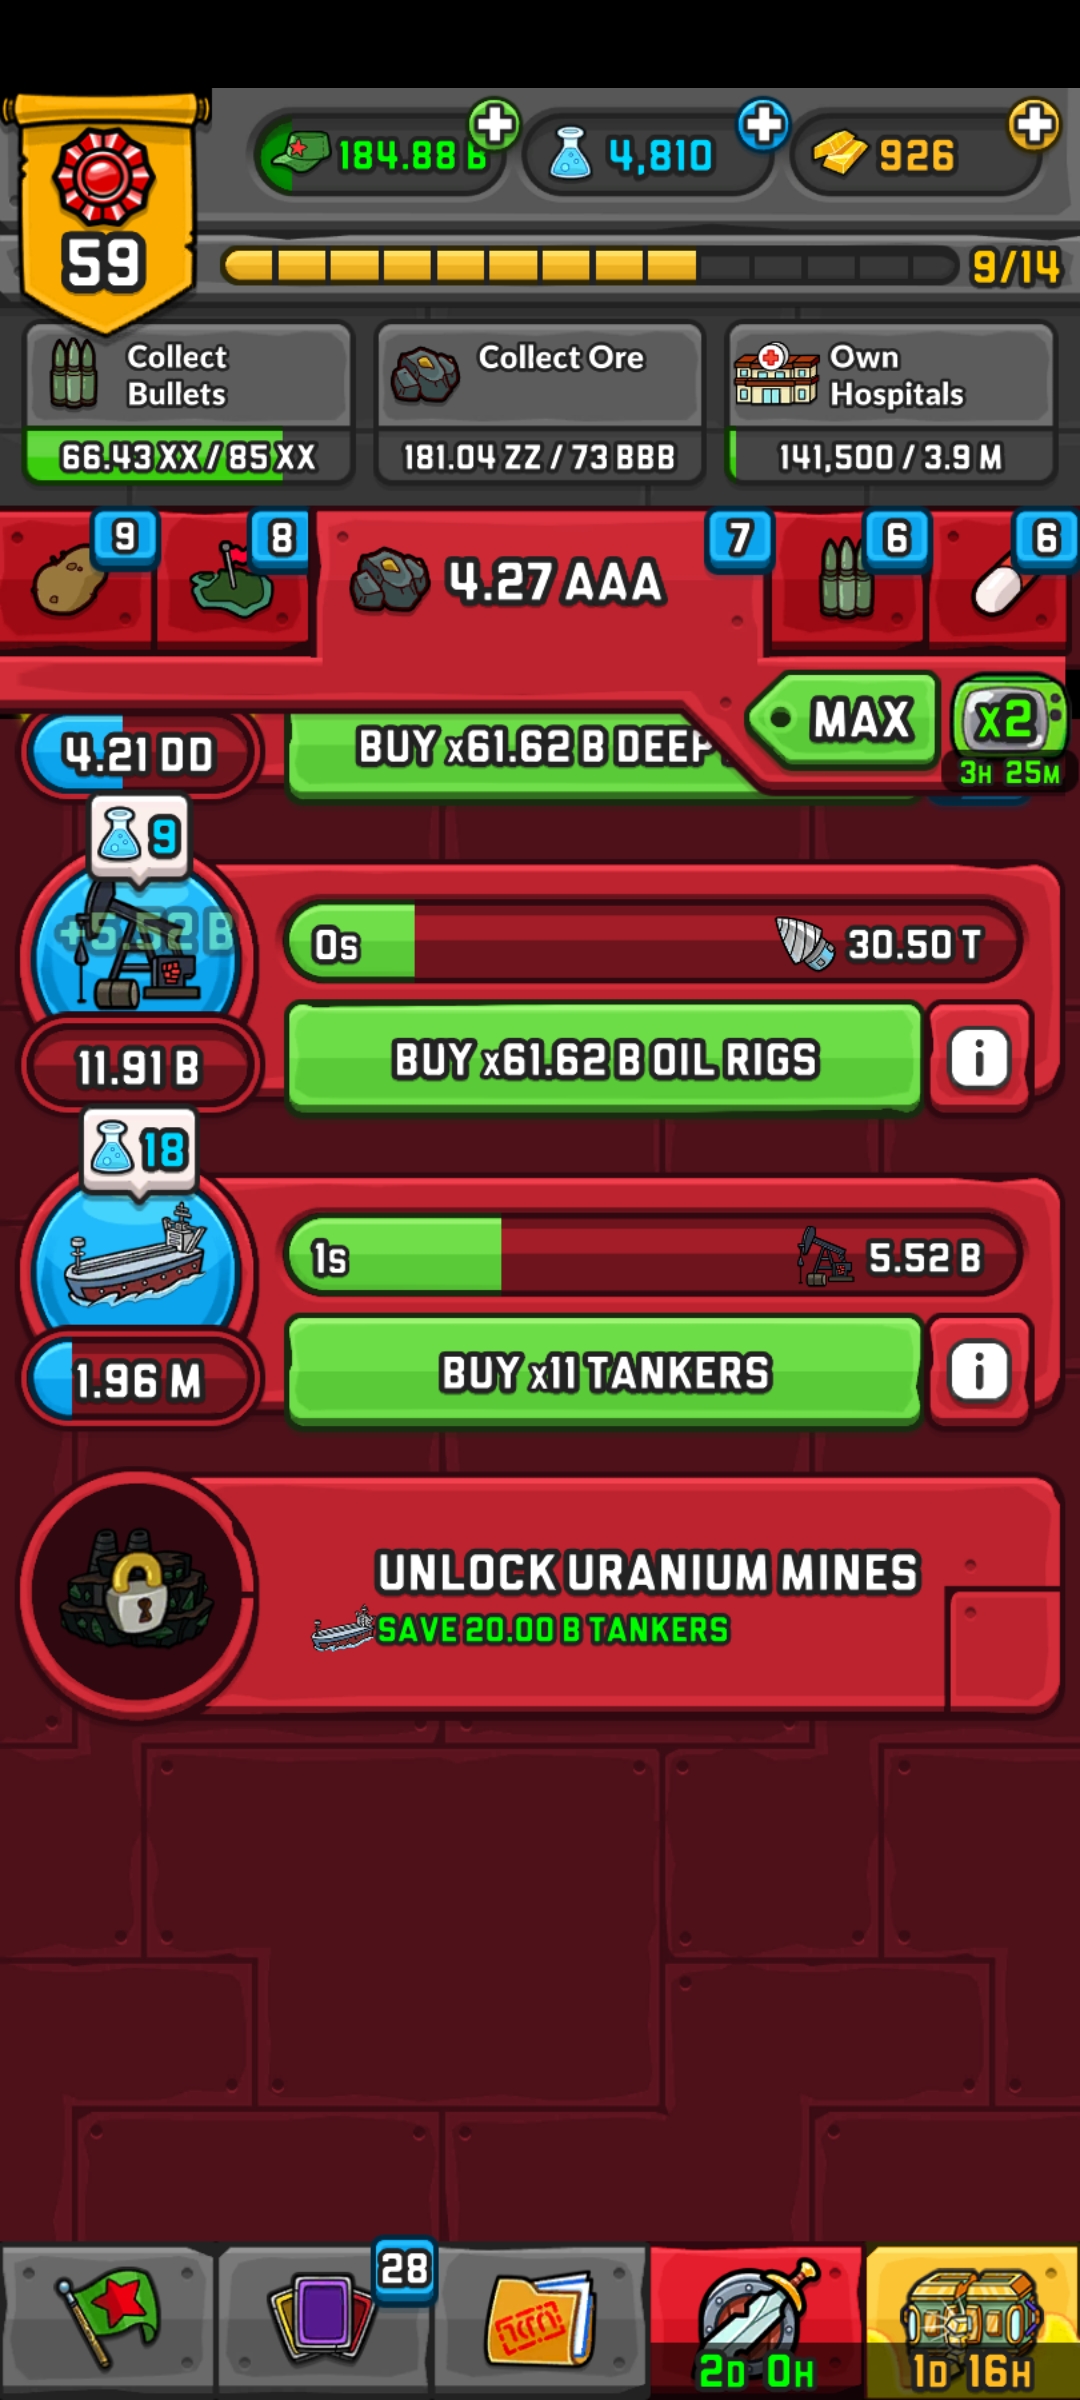 184.88 B
4,810
926
59
9/14
Collect
Bullets
66.43 XX / 85 XX
Collect Ore
181.04 ZZ / 73 BBB
Own
Hospitals
141,500 / 3.9 M
9
8
4.27 AAA
7
6
6
MAX
x2
3H 25M
4.21 DD
BUY x61.62 B DEEP
9
+5.52 B
0s
30.50 T
11.91 B
BUY x61.62 B OIL RIGS
i
18
1s
5.52 B
1.96 M
BUY x11 TANKERS
i
UNLOCK URANIUM MINES
SAVE 20.00 B TANKERS
28
2D 0H
1D 16H